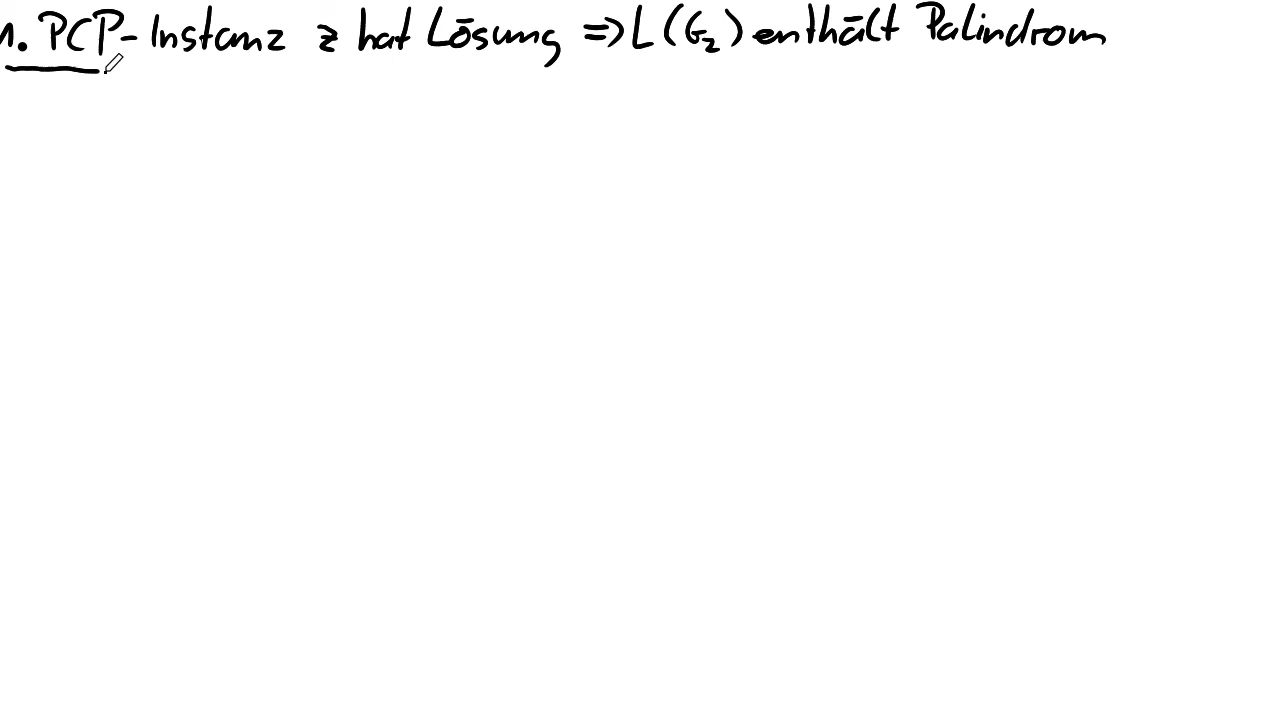 1. PCP-Instanz z hat Lösung => L(G_z) enthält Palindrom